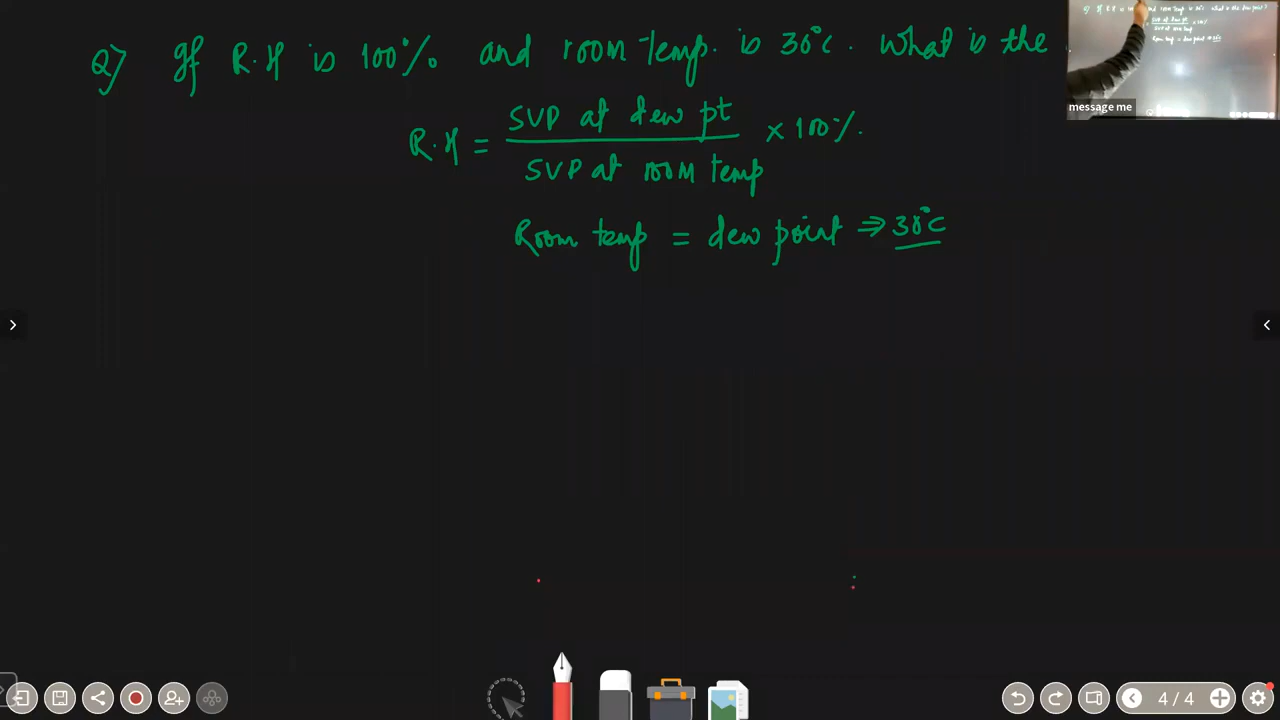 Q) If R.H is 100% and room temp. is 30°C. What is the
R.H = SVP at dew pt / SVP at room temp × 100%.
Room temp = dew point ⇒ 30°C
message me
4/4